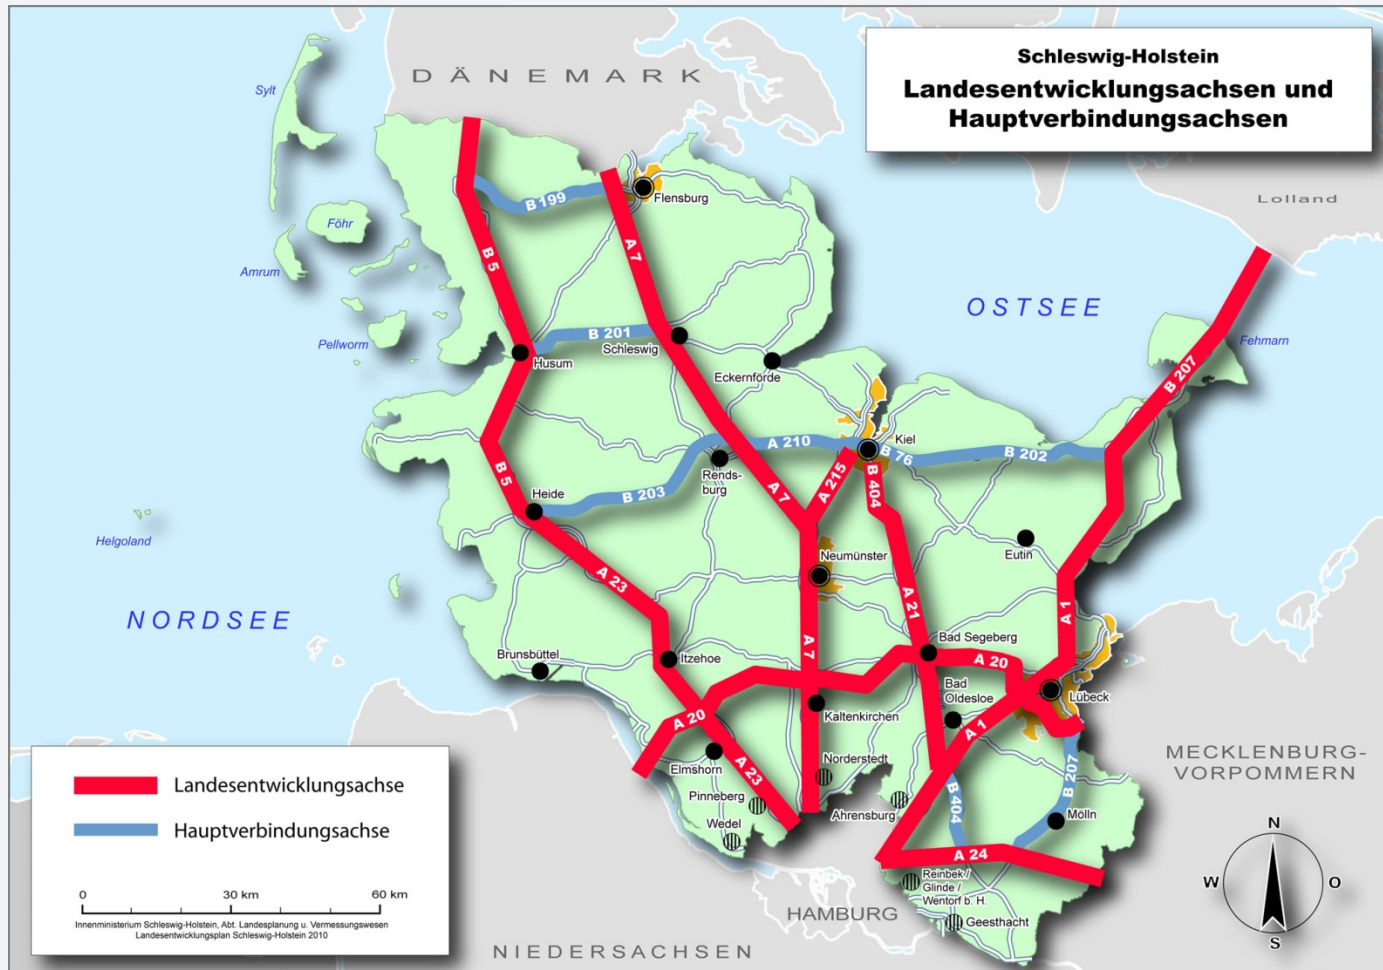 Schleswig-Holstein
Landesentwicklungsachsen und
Hauptverbindungsachsen
DÄNEMARK
Sylt
Lolland
Flensburg
B 199
Föhr
A 7
B 5
Amrum
OSTSEE
B 201
Schleswig
Pellworm
Husum
Fehmarn
Eckernförde
B 207
Kiel
A 210
B 76
B 202
B 5
Rends-
burg
A 215
B 404
Heide
B 203
A 7
Helgoland
Eutin
Neumünster
A 23
A 21
A 1
NORDSEE
Bad Segeberg
A 7
Brunsbüttel
Itzehoe
A 20
Bad
Oldesloe
Lübeck
A 20
Kaltenkirchen
A 1
MECKLENBURG-
VORPOMMERN
Norderstedt
Elmshorn
A 23
B 207
Pinneberg
B 404
Ahrensburg
Mölln
Wedel
A 24
Reinbek /
Glinde /
Wentorf b. H.
HAMBURG
Geesthacht
NIEDERSACHSEN
Landesentwicklungsachse
Hauptverbindungsachse
0 30 km 60 km
Innenministerium Schleswig-Holstein, Abt. Landesplanung u. Vermessungswesen
Landesentwicklungsplan Schleswig-Holstein 2010
N
W O
S